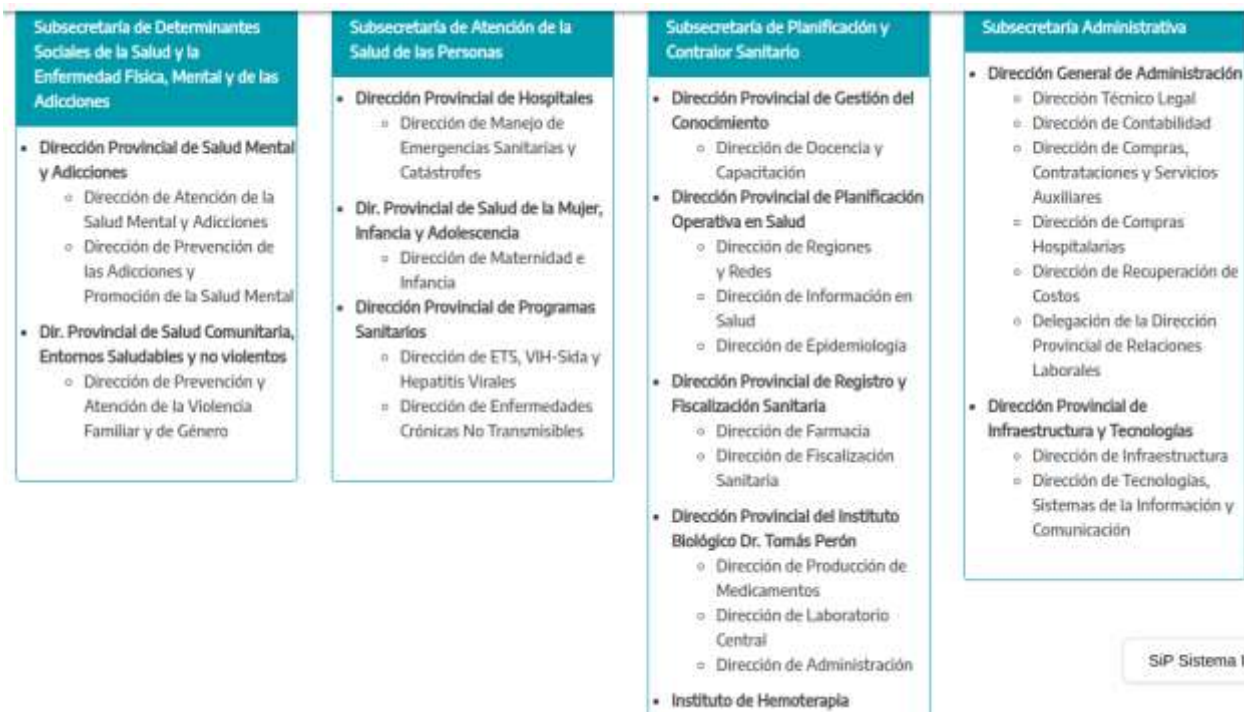 Subsecretaría de Determinantes
Sociales de la Salud y la
Enfermedad Física, Mental y de las
Adicciones
Dirección Provincial de Salud Mental
y Adicciones
Dirección de Atención de la
Salud Mental y Adicciones
Dirección de Prevención de
las Adicciones y
Promoción de la Salud Mental
Dir. Provincial de Salud Comunitaria,
Entornos Saludables y no violentos
Dirección de Prevención y
Atención de la Violencia
Familiar y de Género
Subsecretaría de Atención de la
Salud de las Personas
Dirección Provincial de Hospitales
Dirección de Manejo de
Emergencias Sanitarias y
Catástrofes
Dir. Provincial de Salud de la Mujer,
Infancia y Adolescencia
Dirección de Maternidad e
Infancia
Dirección Provincial de Programas
Sanitarios
Dirección de ETS, VIH-Sida y
Hepatitis Virales
Dirección de Enfermedades
Crónicas No Transmisibles
Subsecretaría de Planificación y
Contralor Sanitario
Dirección Provincial de Gestión del
Conocimiento
Dirección de Docencia y
Capacitación
Dirección Provincial de Planificación
Operativa en Salud
Dirección de Regiones
y Redes
Dirección de Información en
Salud
Dirección de Epidemiología
Dirección Provincial de Registro y
Fiscalización Sanitaria
Dirección de Farmacia
Dirección de Fiscalización
Sanitaria
Dirección Provincial del Instituto
Biológico Dr. Tomás Perón
Dirección de Producción de
Medicamentos
Dirección de Laboratorio
Central
Dirección de Administración
Instituto de Hemoterapia
Subsecretaría Administrativa
Dirección General de Administración
Dirección Técnico Legal
Dirección de Contabilidad
Dirección de Compras,
Contrataciones y Servicios
Auxiliares
Dirección de Compras
Hospitalarias
Dirección de Recuperación de
Costos
Delegación de la Dirección
Provincial de Relaciones
Laborales
Dirección Provincial de
Infraestructura y Tecnologías
Dirección de Infraestructura
Dirección de Tecnologías,
Sistemas de la Información y
Comunicación
SiP Sistema